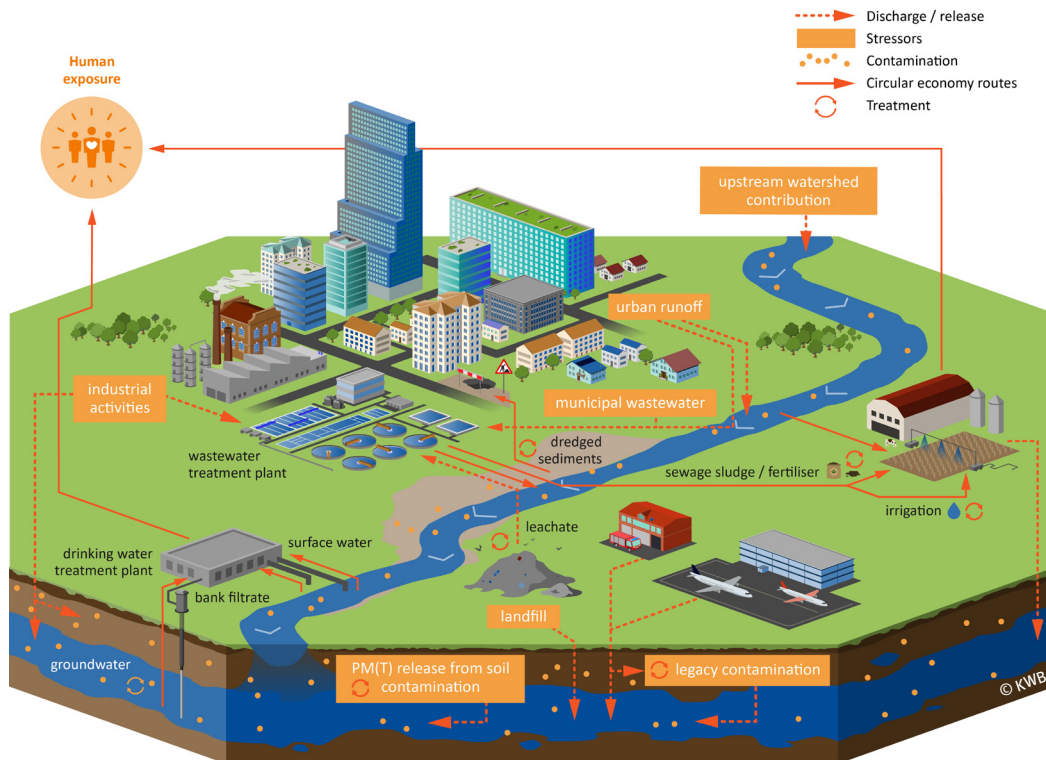 Discharge / release
Stressors
Contamination
Circular economy routes
Treatment
Human
exposure
upstream watershed
contribution
urban runoff
industrial
activities
municipal wastewater
wastewater
treatment plant
dredged
sediments
sewage sludge / fertiliser
irrigation
leachate
surface water
drinking water
treatment plant
bank filtrate
landfill
groundwater
PM(T) release from soil
contamination
legacy contamination
© KWB